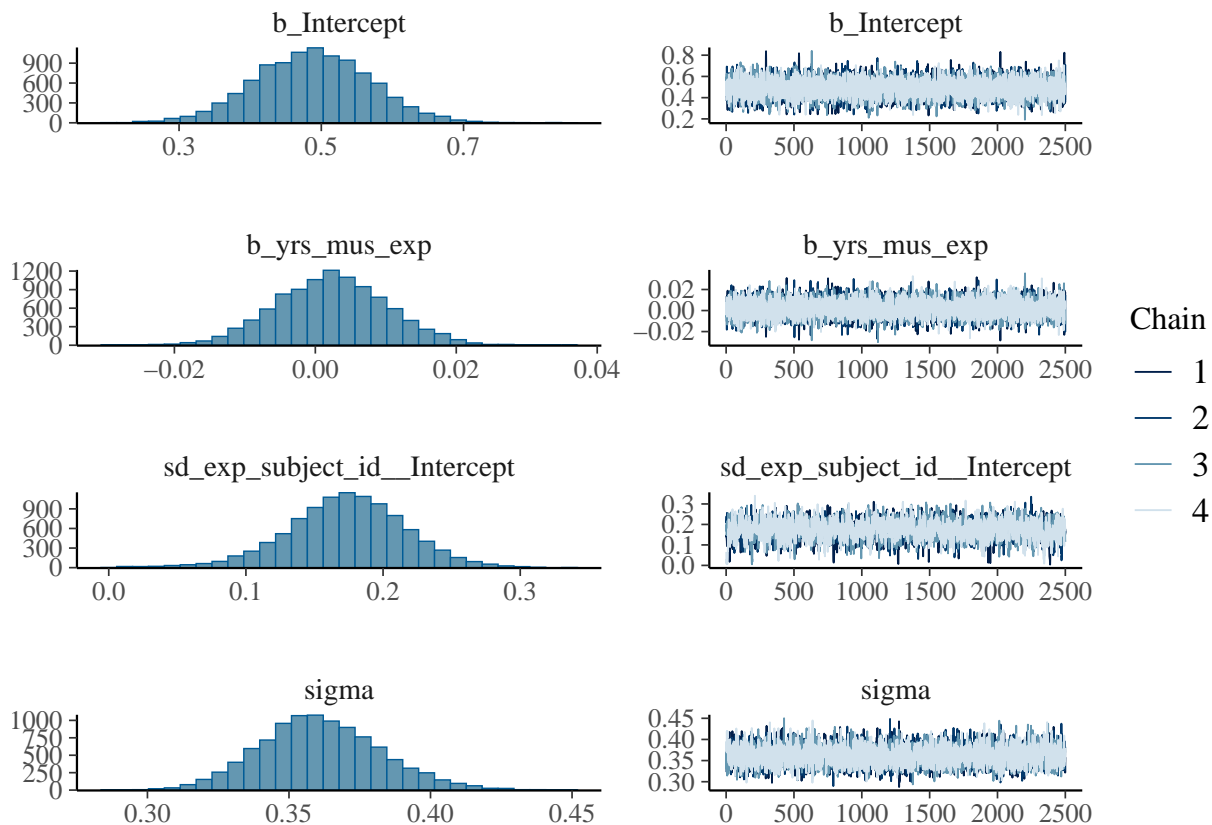 b_Intercept
900
600
300
0
0.3 0.5 0.7
b_Intercept
0.8
0.6
0.4
0.2
0 500 1000 1500 2000 2500
b_yrs_mus_exp
1200
900
600
300
0
−0.02 0.00 0.02 0.04
b_yrs_mus_exp
0.02
0.00
−0.02
0 500 1000 1500 2000 2500
sd_exp_subject_id__Intercept
900
600
300
0
0.0 0.1 0.2 0.3
sd_exp_subject_id__Intercept
0.3
0.2
0.1
0.0
0 500 1000 1500 2000 2500
sigma
1000
750
500
250
0
0.30 0.35 0.40 0.45
sigma
0.45
0.40
0.35
0.30
0 500 1000 1500 2000 2500
Chain
1
2
3
4